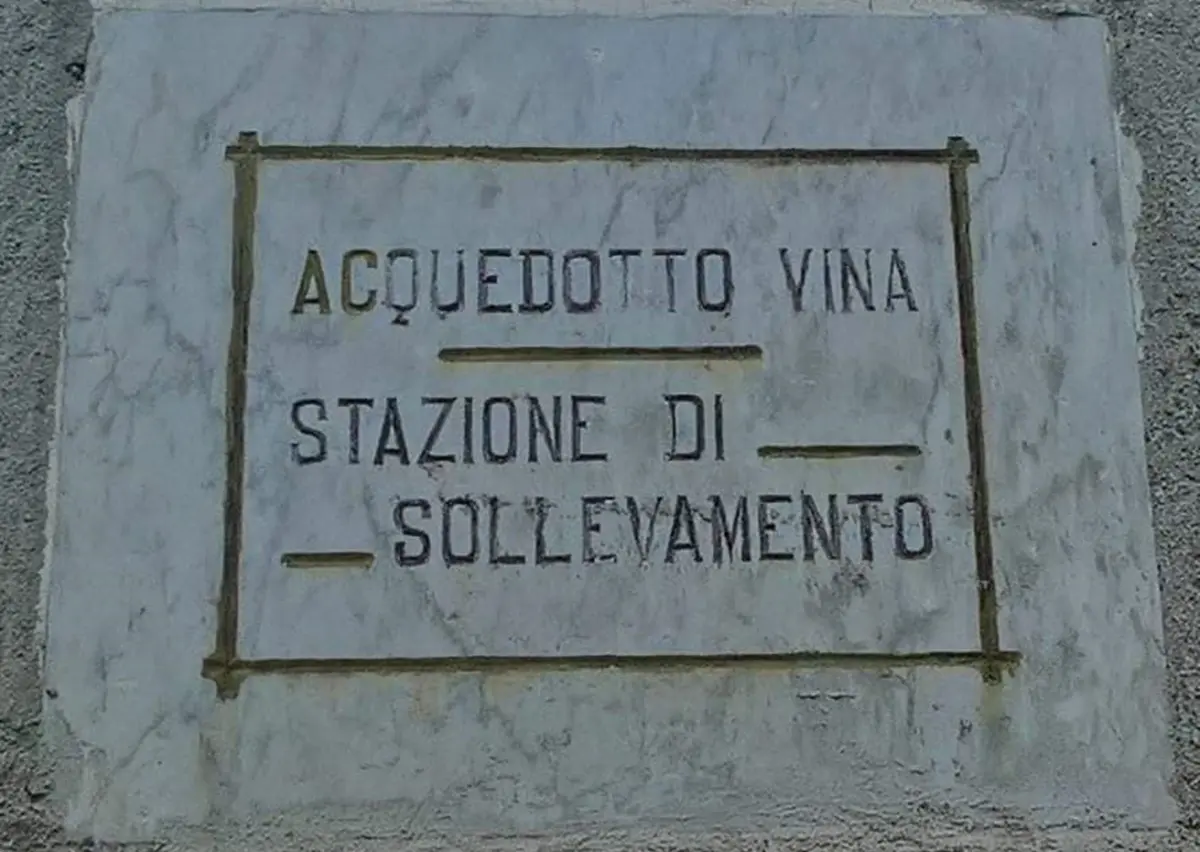 ACQUEDOTTO VINA
STAZIONE DI
SOLLEVAMENTO